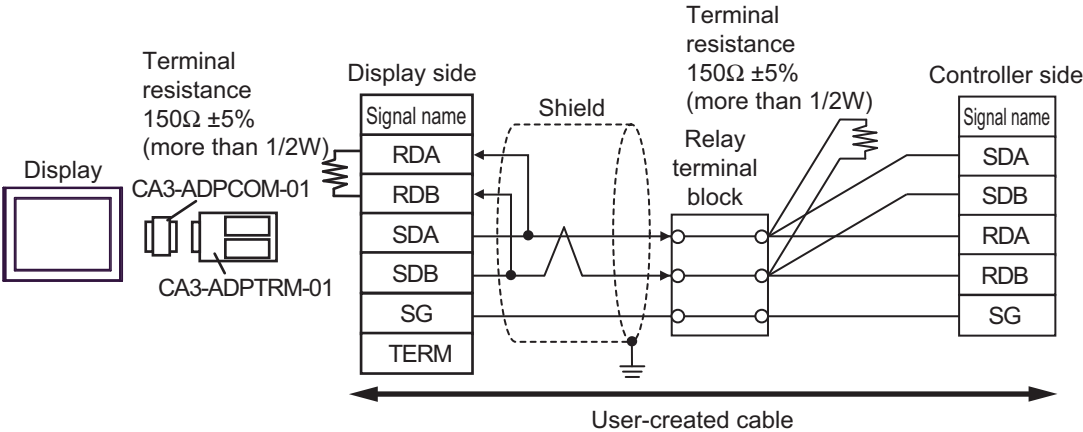 Terminal
resistance
150Ω ±5%
(more than 1/2W)
Display
CA3-ADPCOM-01
CA3-ADPTRM-01
Display side
Signal name
RDA
RDB
SDA
SDB
SG
TERM
Shield
Terminal
resistance
150Ω ±5%
(more than 1/2W)
Relay
terminal
block
Controller side
Signal name
SDA
SDB
RDA
RDB
SG
User-created cable